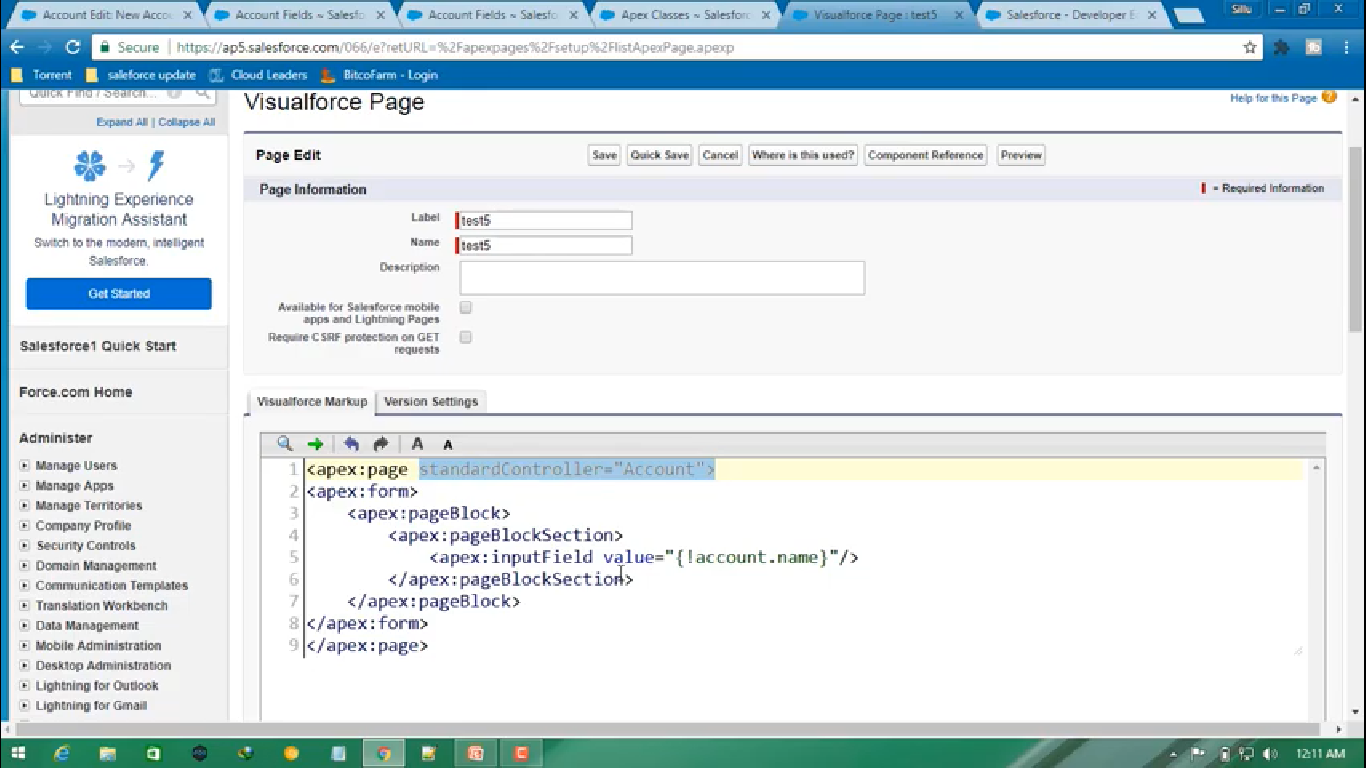 Account Edit: New Accou
Account Fields ~ Salesfo
Account Fields ~ Salesfo
Apex Classes ~ Salesforc
Visualforce Page : test5
Salesforce - Developer E
Sillu
Secure | https://ap5.salesforce.com/066/e?retURL=%2Fapexpages%2Fsetup%2FlistApexPage.apexp
Torrent saleforce update Cloud Leaders BitcoFarm - Login
Quick Find / Search...
Expand All | Collapse All
Lightning Experience
Migration Assistant
Switch to the modern, intelligent
Salesforce.
Get Started
Salesforce1 Quick Start
Force.com Home
Administer
Manage Users
Manage Apps
Manage Territories
Company Profile
Security Controls
Domain Management
Communication Templates
Translation Workbench
Data Management
Mobile Administration
Desktop Administration
Lightning for Outlook
Lightning for Gmail
Visualforce Page
Help for this Page
Page Edit Save Quick Save Cancel Where is this used? Component Reference Preview
Page Information = Required Information
Label test5
Name test5
Description
Available for Salesforce mobile
apps and Lightning Pages
Require CSRF protection on GET
requests
Visualforce Markup Version Settings
A A
1 <apex:page standardController="Account">
2 <apex:form>
3 <apex:pageBlock>
4 <apex:pageBlockSection>
5 <apex:inputField value="{!account.name}"/>
6 </apex:pageBlockSection>
7 </apex:pageBlock>
8 </apex:form>
9 </apex:page>
12:11 AM